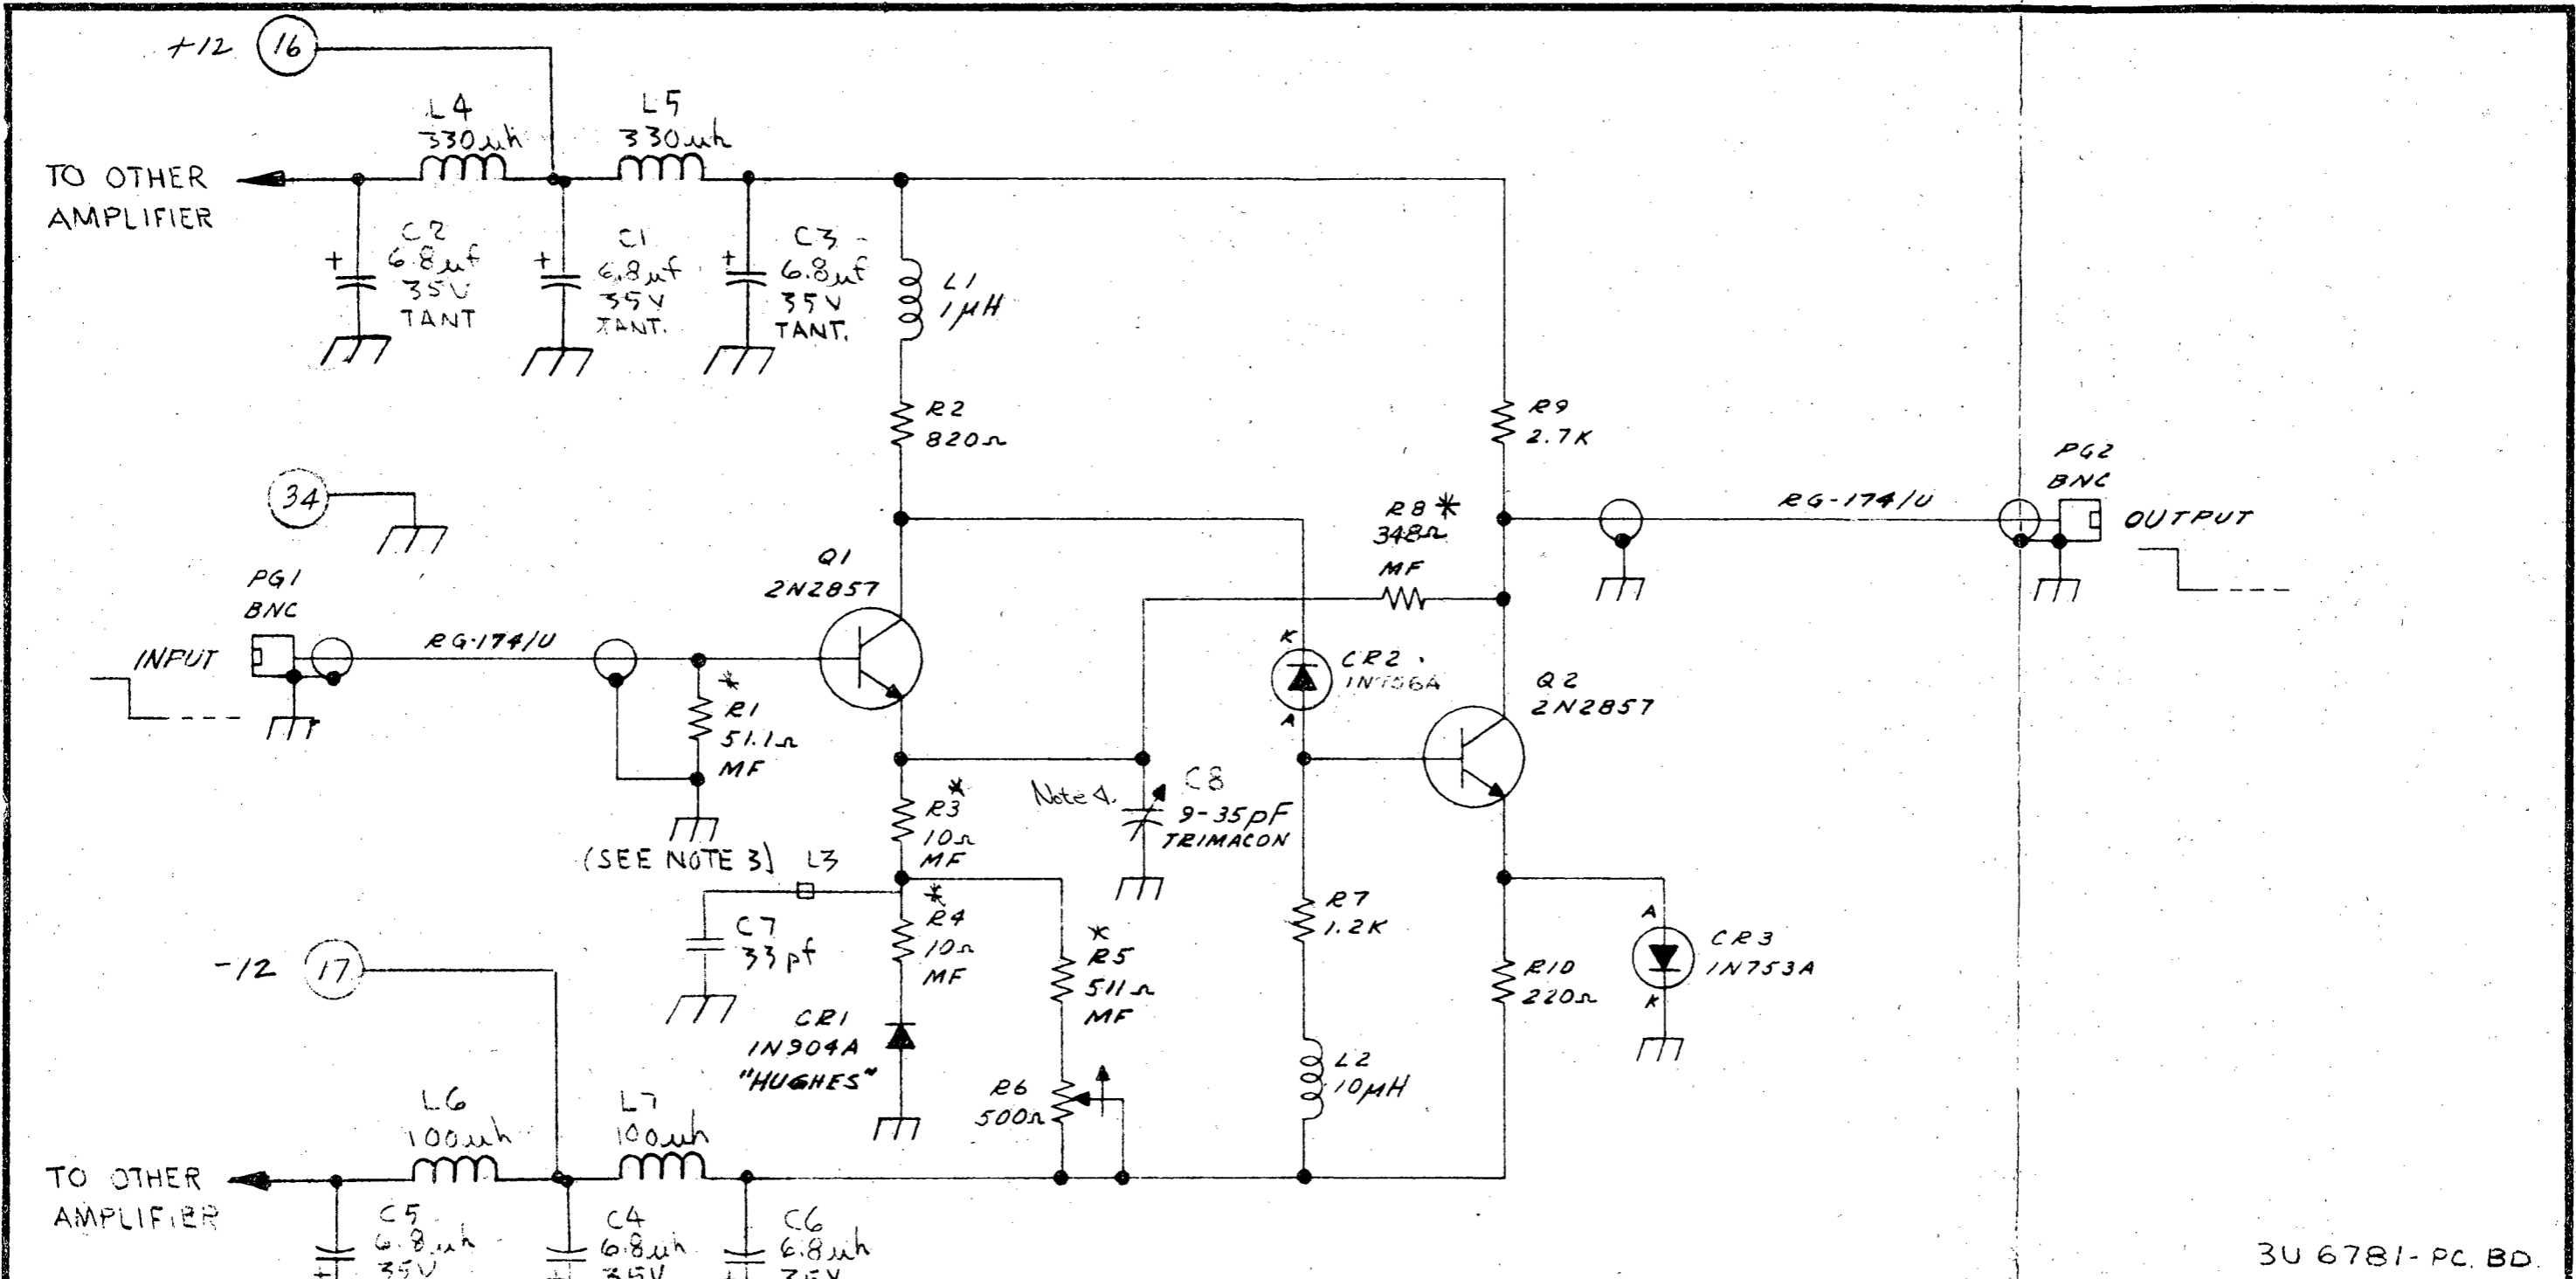 +12 16
L4
330uh
L5
330uh
TO OTHER
AMPLIFIER
+
C2
6.8uf
35V
TANT
+
C1
6.8uf
35V
TANT.
+
C3
6.8uf
35V
TANT.
L1
1μH
R2
820Ω
R9
2.7K
34
PG1
BNC
INPUT
RG-174/U
*
R1
51.1Ω
MF
Q1
2N2857
R8 *
348Ω
MF
RG-174/U
PG2
BNC
OUTPUT
K
CR2
A
Q2
2N2857
(SEE NOTE 3) L3
*
R3
10Ω
MF
Note 4.
C8
9-35pF
TRIMACON
C7
33pf
*
R4
10Ω
MF
*
R5
511Ω
MF
R7
1.2K
A
CR3
1N753A
K
R10
220Ω
-12 17
CR1
1N904A
"HUGHES"
R6
500Ω
L2
10μH
L6
100uh
L7
100uh
TO OTHER
AMPLIFIER
C5
6.8uh
35V
+
C4
6.8uh
35V
+
C6
6.8uh
35V
+
3U 6781-PC. BD.